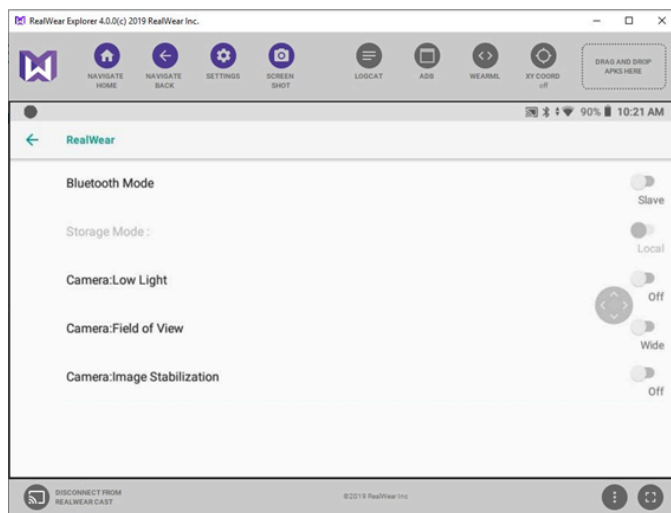 RealWear Explorer 4.0.0(c) 2019 RealWear Inc.
NAVIGATE HOME
NAVIGATE BACK
SETTINGS
SCREEN SHOT
LOGCAT
ADB
WEARML
XY COORD off
DRAG AND DROP APKS HERE
90% 10:21 AM
RealWear
Bluetooth Mode
Slave
Storage Mode :
Local
Camera:Low Light
Off
Camera:Field of View
Wide
Camera:Image Stabilization
Off
DISCONNECT FROM
REALWEAR CAST
©2019 RealWear Inc